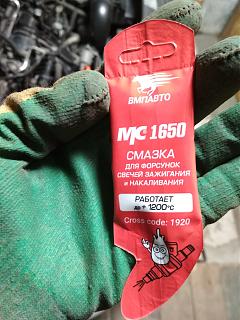 ВМПАВТО
МС 1650
СМАЗКА
ДЛЯ ФОРСУНОК
СВЕЧЕЙ ЗАЖИГАНИЯ
И НАКАЛИВАНИЯ
РАБОТАЕТ
до + 1200°С
Cross code: 1920